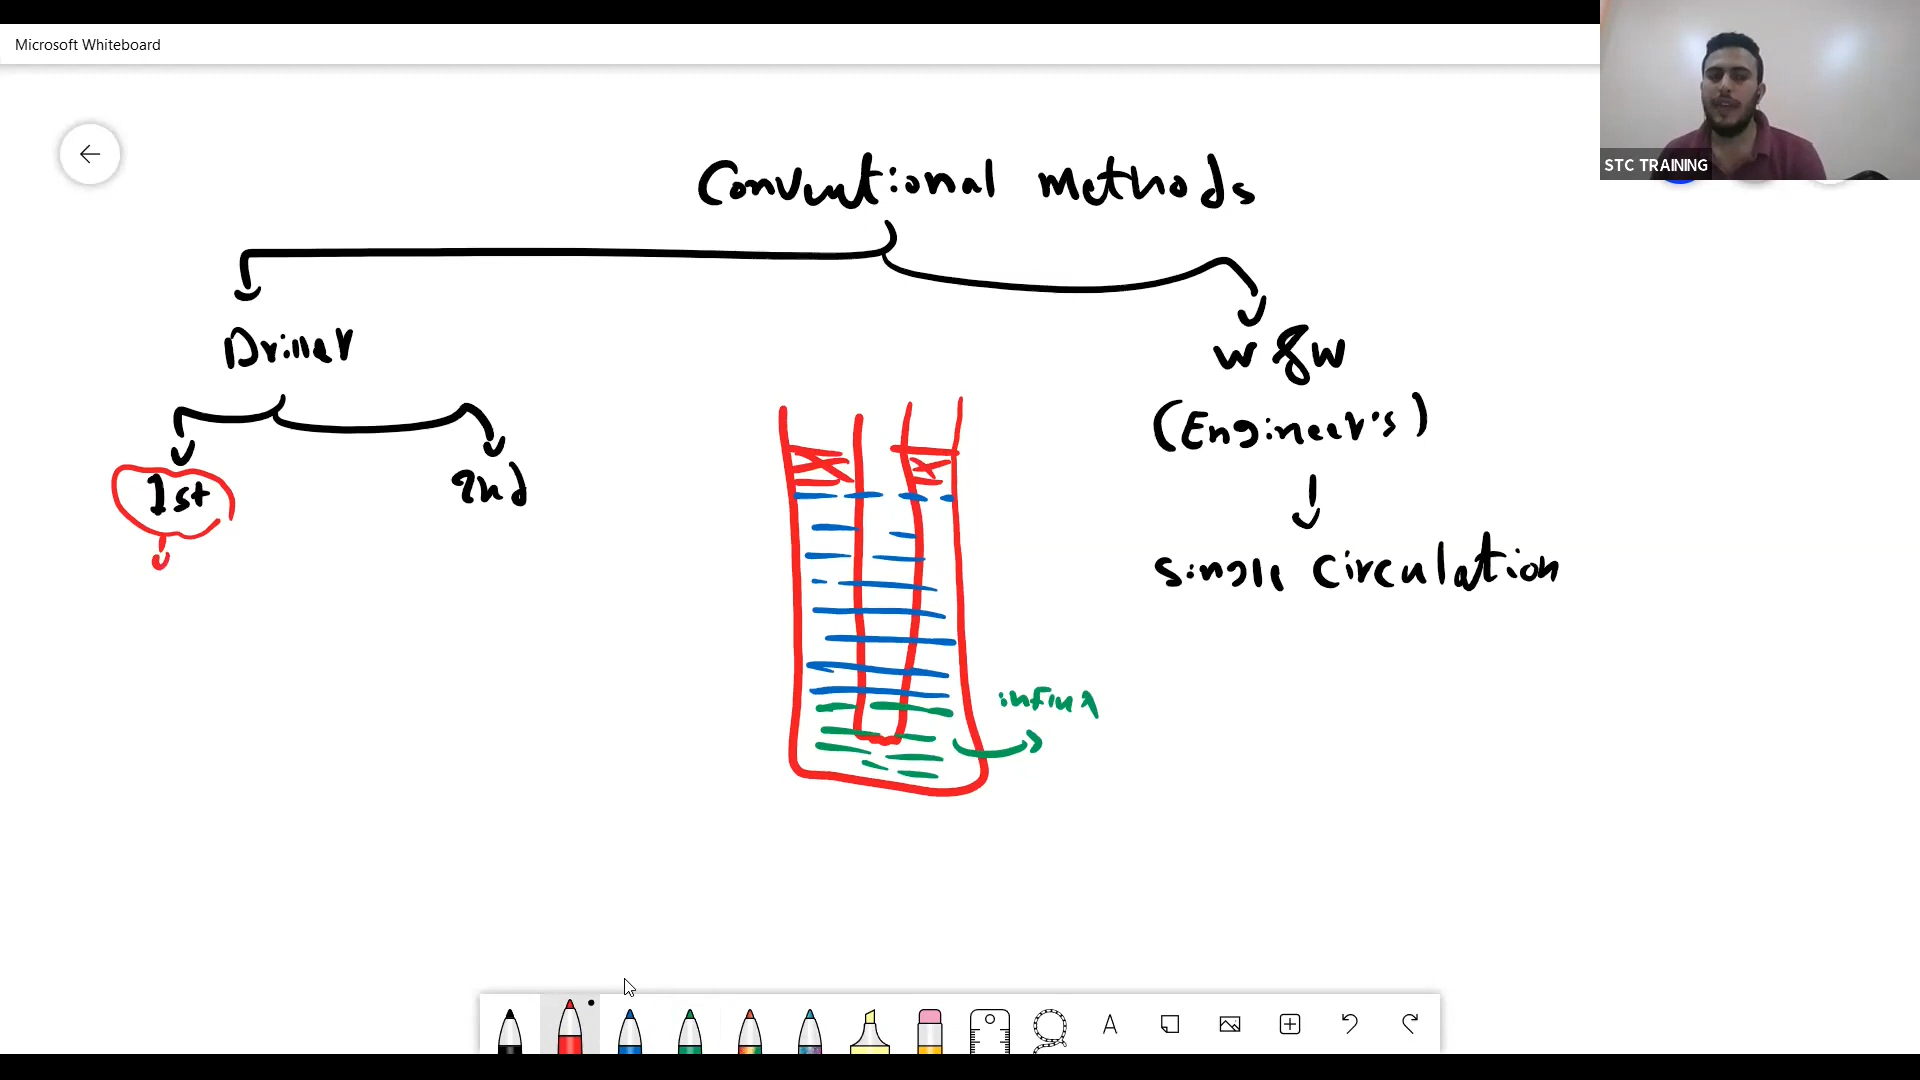 Microsoft Whiteboard
STC TRAINING
Conventional methods
Driller
W & W
(Engineer's)
1st
2nd
single circulation
influx